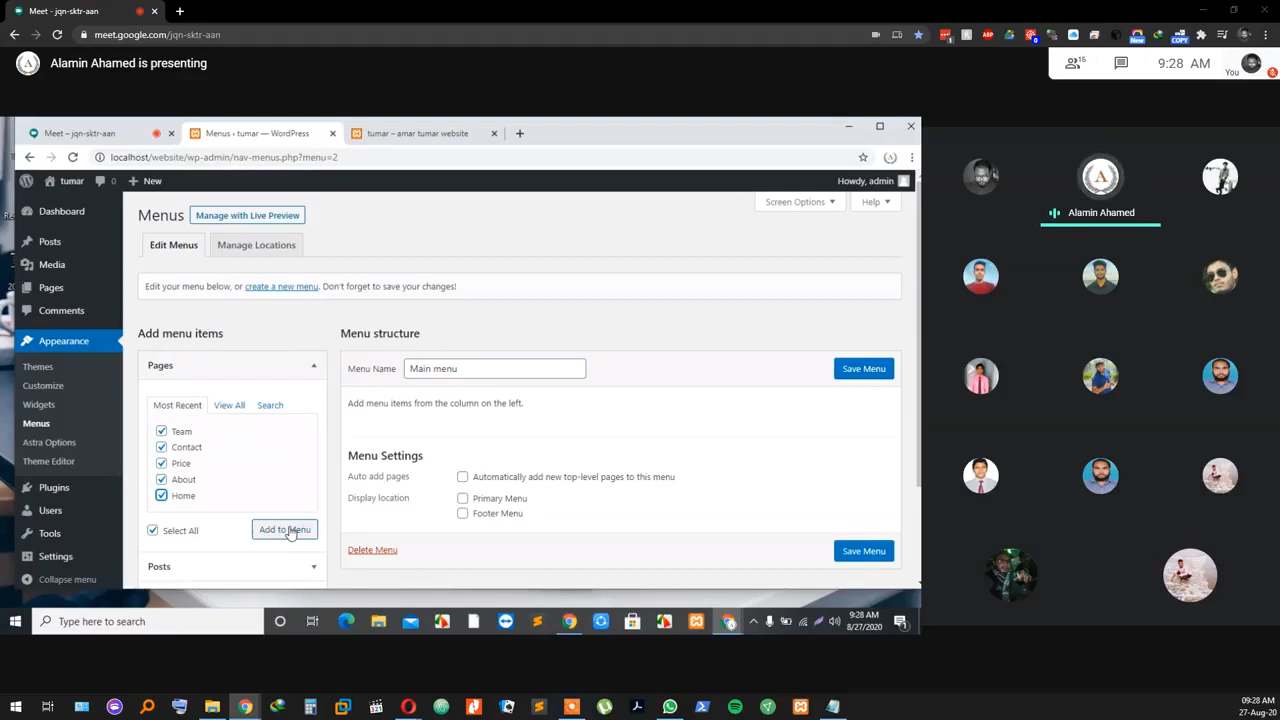 Meet - jqn-sktr-aan
meet.google.com/jqn-sktr-aan
New
COPY
Alamin Ahamed is presenting
16
9:28 AM
You
Meet – jqn-sktr-aan
Menus ‹ tumar — WordPress
tumar – amar tumar website
localhost/website/wp-admin/nav-menus.php?menu=2
tumar
0
New
Howdy, admin
Dashboard
Posts
Media
Pages
Comments
Appearance
Themes
Customize
Widgets
Menus
Astra Options
Theme Editor
Plugins
Users
Tools
Settings
Collapse menu
Menus
Manage with Live Preview
Screen Options
Help
Edit Menus
Manage Locations
Edit your menu below, or create a new menu. Don't forget to save your changes!
Add menu items
Pages
Most Recent
View All
Search
Team
Contact
Price
About
Home
Select All
Add to Menu
Posts
Menu structure
Menu Name
Main menu
Save Menu
Add menu items from the column on the left.
Menu Settings
Auto add pages
Automatically add new top-level pages to this menu
Display location
Primary Menu
Footer Menu
Delete Menu
Save Menu
A
Alamin Ahamed
Type here to search
9:28 AM
8/27/2020
09:28 AM
27-Aug-20